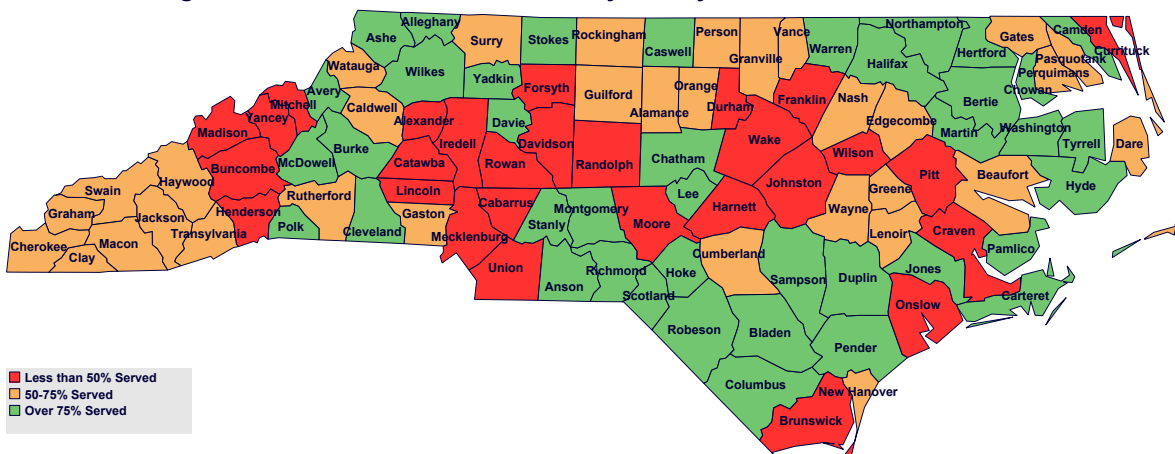 Alleghany
Northampton
Ashe
Surry
Stokes
Rockingham
Person
Vance
Warren
Gates
Camden
Caswell
Granville
Hertford
Currituck
Watauga
Wilkes
Yadkin
Halifax
Pasquotank
Perquimans
Forsyth
Guilford
Orange
Avery
Chowan
Mitchell
Caldwell
Alamance
Durham
Franklin
Nash
Bertie
Yancey
Alexander
Davie
Edgecombe
Madison
Iredell
Davidson
Wake
Martin
Washington
Burke
Tyrrell
Dare
McDowell
Catawba
Rowan
Randolph
Chatham
Wilson
Buncombe
Haywood
Johnston
Pitt
Beaufort
Swain
Lincoln
Lee
Greene
Hyde
Rutherford
Cabarrus
Montgomery
Harnett
Wayne
Graham
Jackson
Henderson
Gaston
Stanly
Moore
Polk
Cleveland
Transylvania
Mecklenburg
Lenoir
Craven
Cherokee
Macon
Clay
Cumberland
Pamlico
Union
Richmond
Hoke
Sampson
Duplin
Jones
Anson
Scotland
Carteret
Onslow
Robeson
Bladen
Pender
Less than 50% Served
50-75% Served
Over 75% Served
Columbus
New Hanover
Brunswick